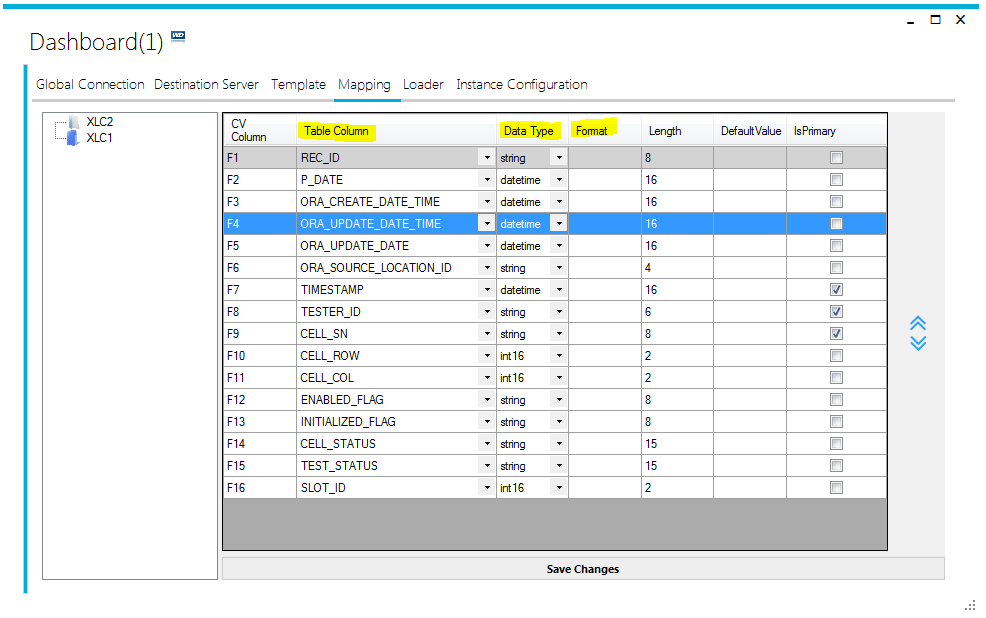 Dashboard(1) WD
Global Connection Destination Server Template Mapping Loader Instance Configuration
XLC2
XLC1
CV Column Table Column Data Type Format Length DefaultValue IsPrimary
F1 REC_ID string 8
F2 P_DATE datetime 16
F3 ORA_CREATE_DATE_TIME datetime 16
F4 ORA_UPDATE_DATE_TIME datetime 16
F5 ORA_UPDATE_DATE datetime 16
F6 ORA_SOURCE_LOCATION_ID string 4
F7 TIMESTAMP datetime 16
F8 TESTER_ID string 6
F9 CELL_SN string 8
F10 CELL_ROW int16 2
F11 CELL_COL int16 2
F12 ENABLED_FLAG string 8
F13 INITIALIZED_FLAG string 8
F14 CELL_STATUS string 15
F15 TEST_STATUS string 15
F16 SLOT_ID int16 2
Save Changes